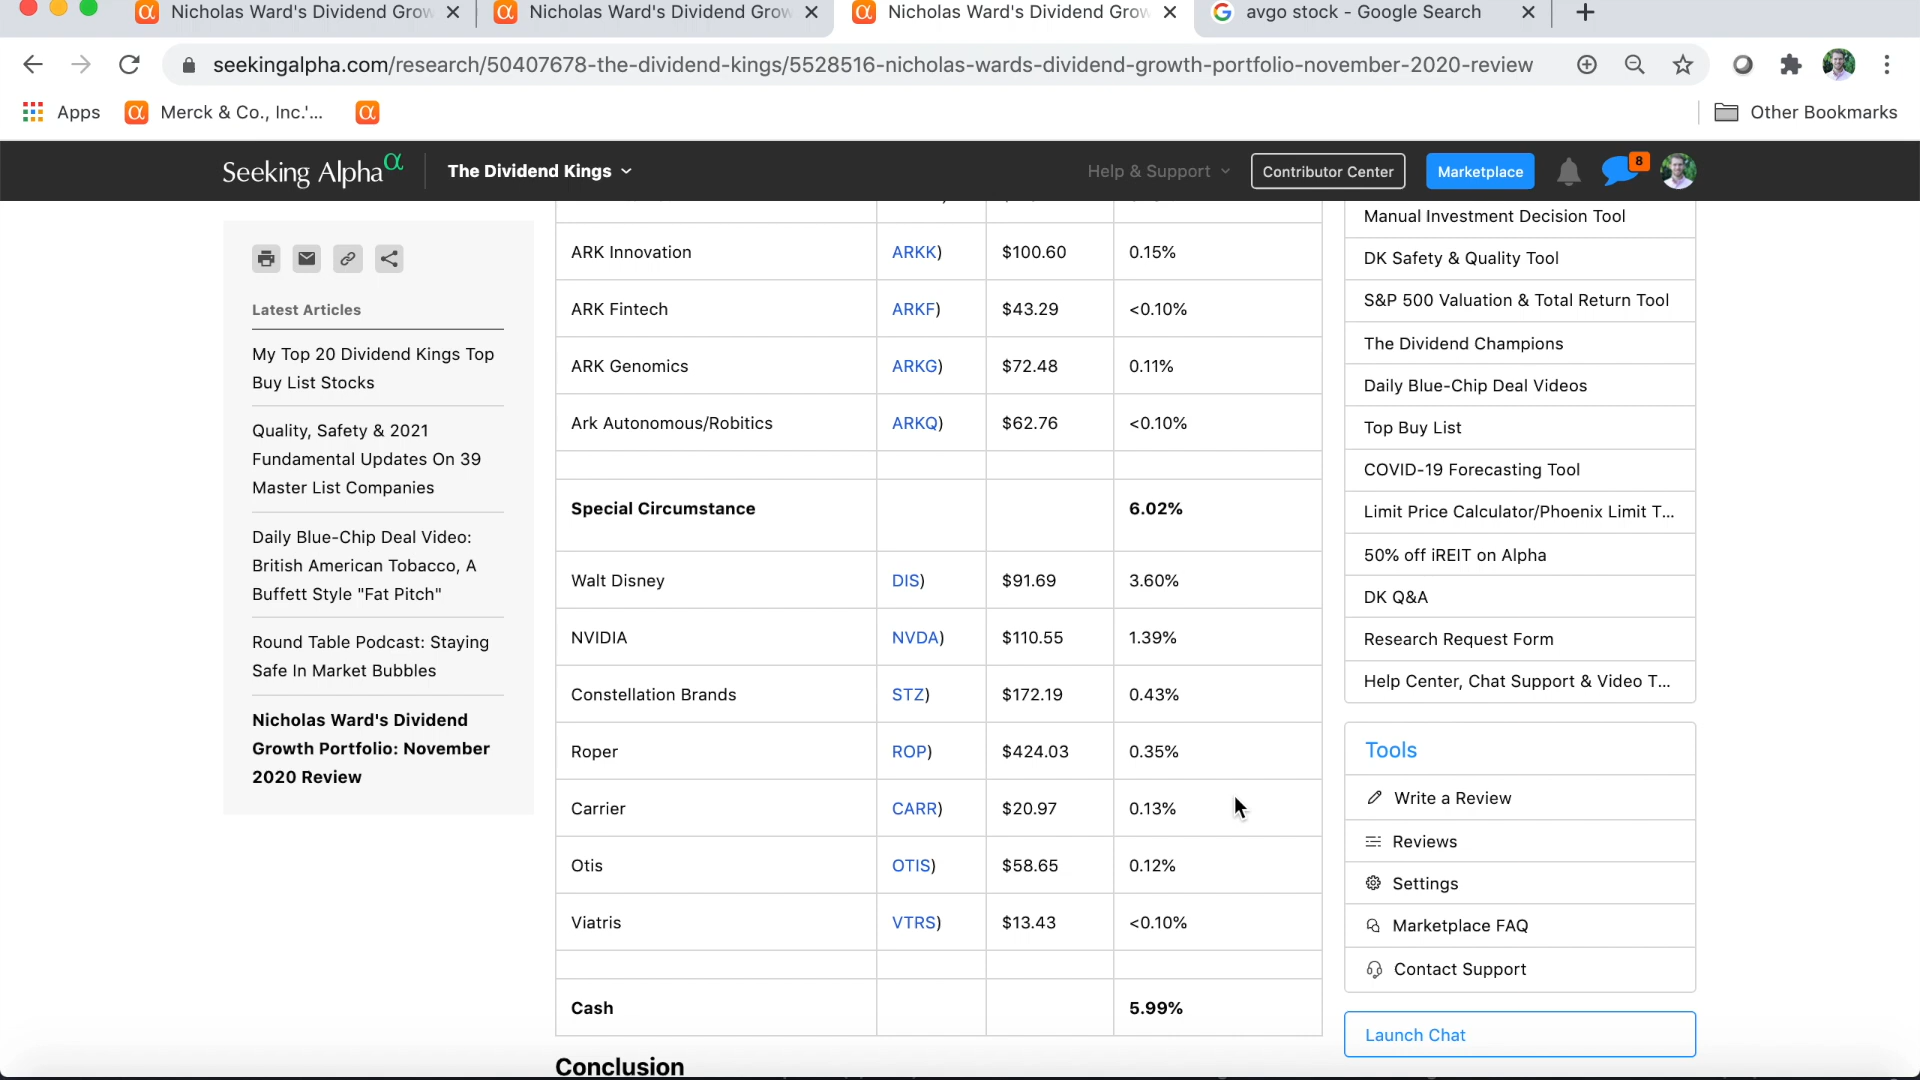 Nicholas Ward's Dividend Grow
Nicholas Ward's Dividend Grow
Nicholas Ward's Dividend Grow
avgo stock - Google Search
seekingalpha.com/research/50407678-the-dividend-kings/5528516-nicholas-wards-dividend-growth-portfolio-november-2020-review
Apps
Merck & Co., Inc.'...
Other Bookmarks
Seeking Alpha α
The Dividend Kings
Help & Support
Contributor Center
Marketplace
8
Latest Articles
My Top 20 Dividend Kings Top
Buy List Stocks
Quality, Safety & 2021
Fundamental Updates On 39
Master List Companies
Daily Blue-Chip Deal Video:
British American Tobacco, A
Buffett Style "Fat Pitch"
Round Table Podcast: Staying
Safe In Market Bubbles
Nicholas Ward's Dividend
Growth Portfolio: November
2020 Review
ARK Innovation ARKK) $100.60 0.15%
ARK Fintech ARKF) $43.29 <0.10%
ARK Genomics ARKG) $72.48 0.11%
Ark Autonomous/Robitics ARKQ) $62.76 <0.10%
Special Circumstance 6.02%
Walt Disney DIS) $91.69 3.60%
NVIDIA NVDA) $110.55 1.39%
Constellation Brands STZ) $172.19 0.43%
Roper ROP) $424.03 0.35%
Carrier CARR) $20.97 0.13%
Otis OTIS) $58.65 0.12%
Viatris VTRS) $13.43 <0.10%
Cash 5.99%
Conclusion
Manual Investment Decision Tool
DK Safety & Quality Tool
S&P 500 Valuation & Total Return Tool
The Dividend Champions
Daily Blue-Chip Deal Videos
Top Buy List
COVID-19 Forecasting Tool
Limit Price Calculator/Phoenix Limit T...
50% off iREIT on Alpha
DK Q&A
Research Request Form
Help Center, Chat Support & Video T...
Tools
Write a Review
Reviews
Settings
Marketplace FAQ
Contact Support
Launch Chat